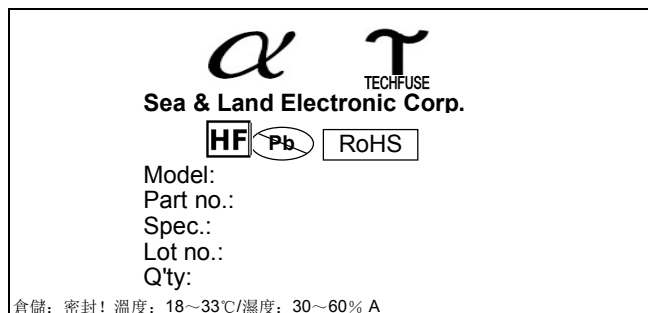 α
TECHFUSE
Sea & Land Electronic Corp.
HF Pb RoHS
Model:
Part no.:
Spec.:
Lot no.:
Q'ty:
倉儲：密封！溫度：18～33℃/濕度：30～60% A